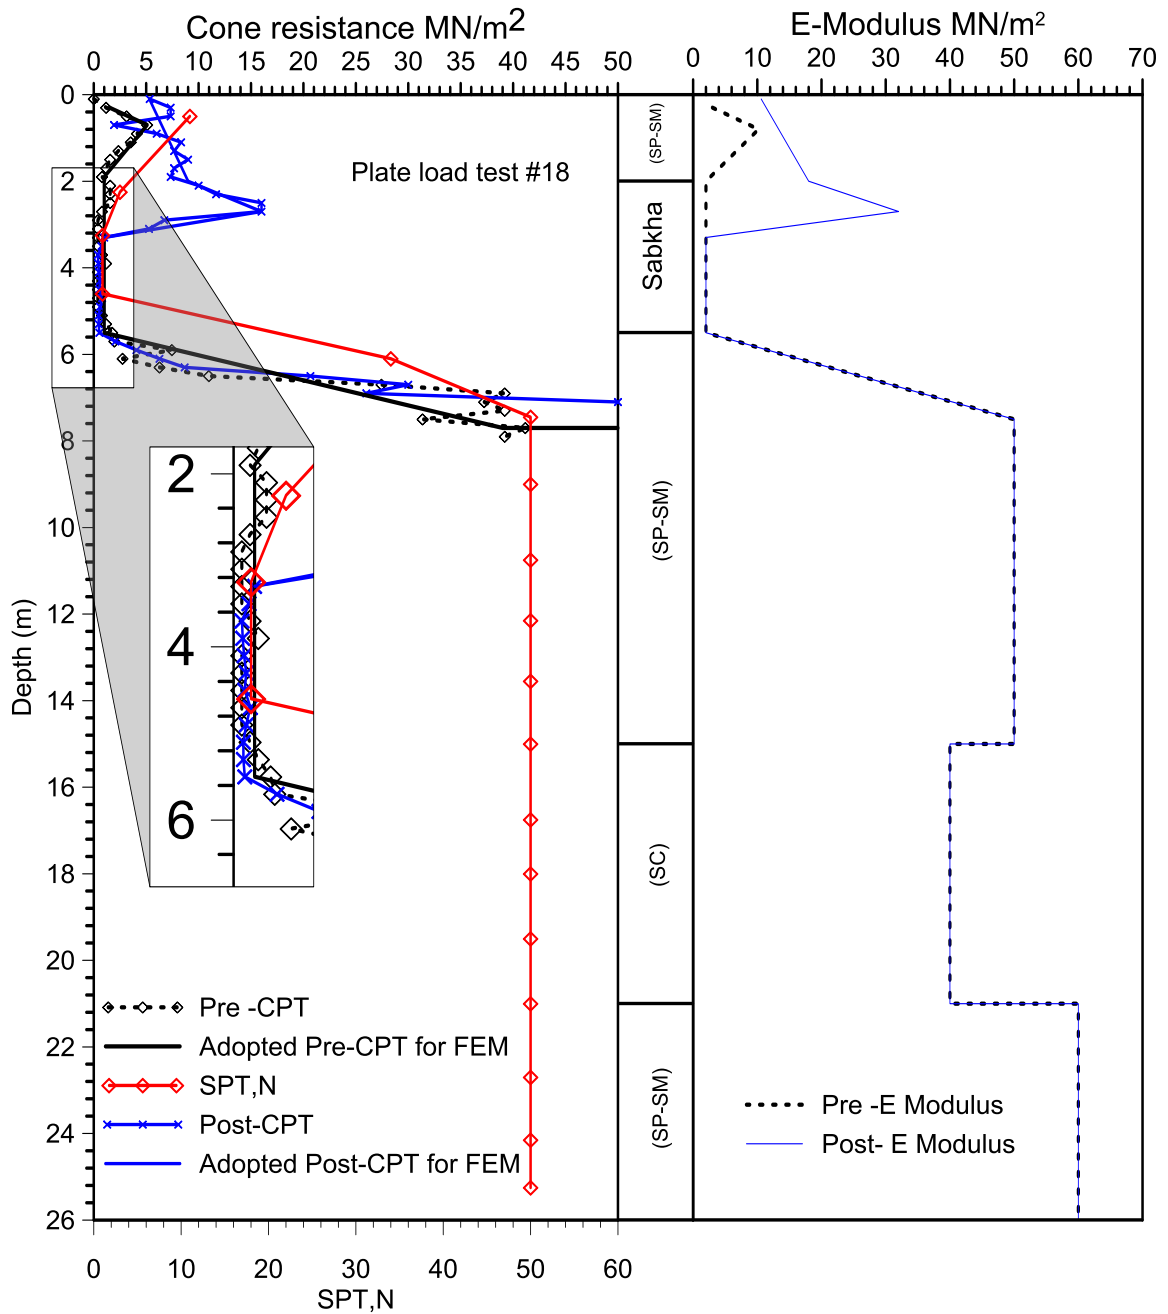 Cone resistance MN/m2
E-Modulus MN/m2
0 5 10 15 20 25 30 35 40 45 50
0 10 20 30 40 50 60 70
Plate load test #18
Depth (m)
0
2
4
6
8
10
12
14
16
18
20
22
24
26
2
4
6
(SP-SM)
Sabkha
(SP-SM)
(SC)
(SP-SM)
Pre -CPT
Adopted Pre-CPT for FEM
SPT,N
Post-CPT
Adopted Post-CPT for FEM
Pre -E Modulus
Post- E Modulus
0 10 20 30 40 50 60
SPT,N